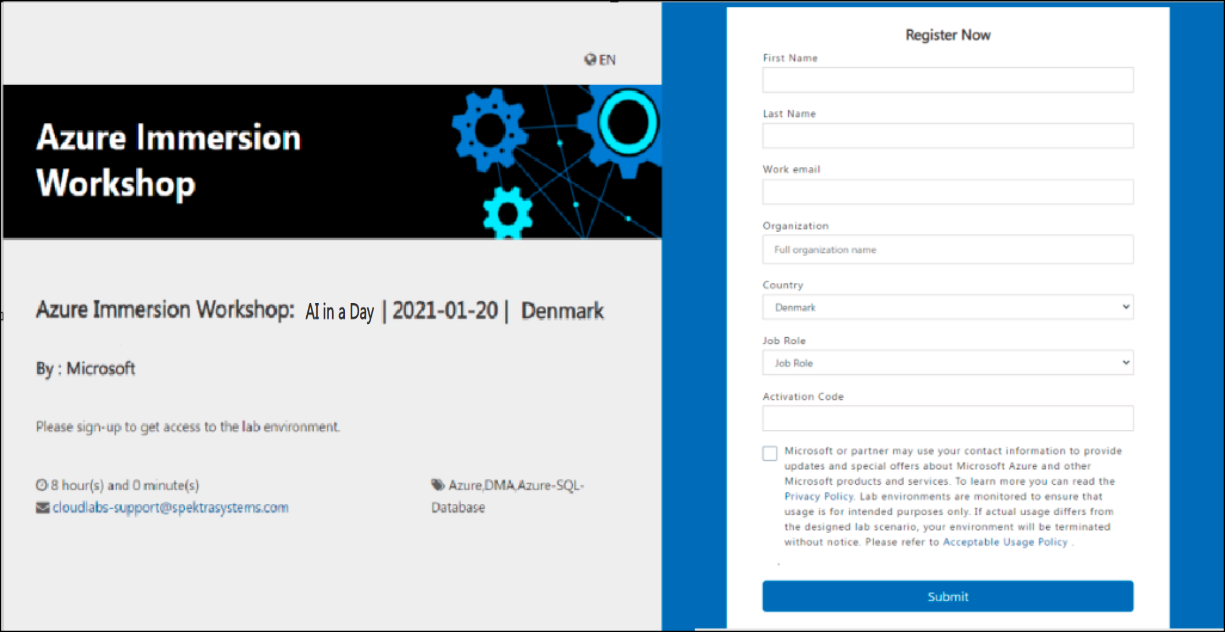 EN
Azure Immersion
Workshop
Azure Immersion Workshop: AI in a Day | 2021-01-20 | Denmark
By : Microsoft
Please sign-up to get access to the lab environment.
8 hour(s) and 0 minute(s)
cloudlabs-support@spektrasystems.com
Azure,DMA,Azure-SQL-
Database
Register Now
First Name
Last Name
Work email
Organization
Full organization name
Country
Denmark
Job Role
Job Role
Activation Code
Microsoft or partner may use your contact information to provide
updates and special offers about Microsoft Azure and other
Microsoft products and services. To learn more you can read the
Privacy Policy. Lab environments are monitored to ensure that
usage is for intended purposes only. If actual usage differs from
the designed lab scenario, your environment will be terminated
without notice. Please refer to Acceptable Usage Policy .
.
Submit